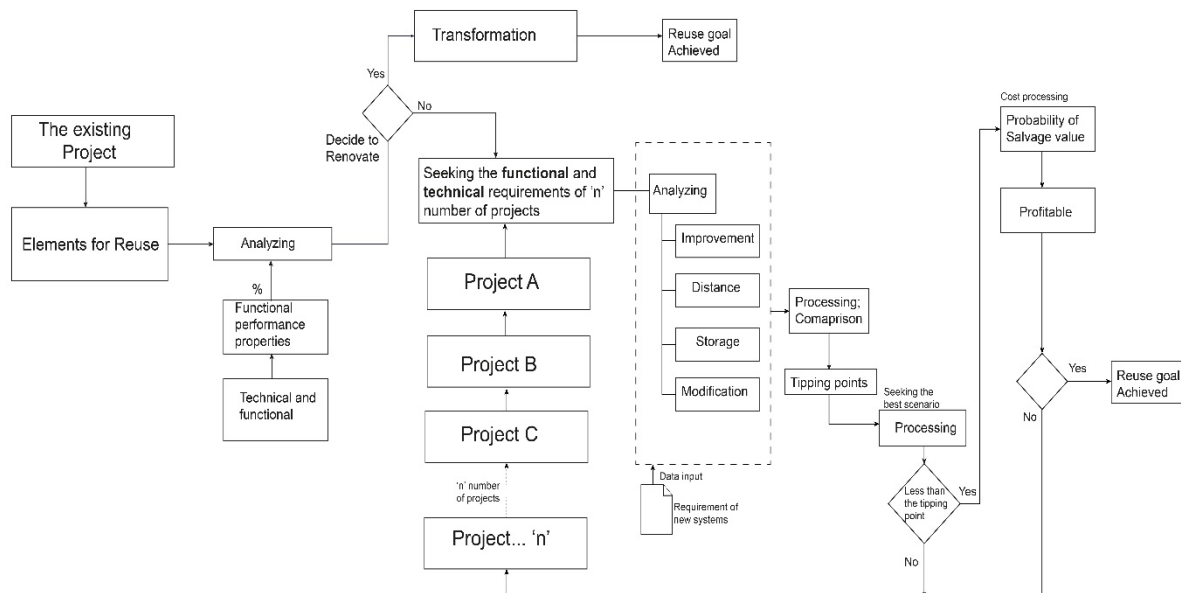 Transformation
Reuse goal
Achieved
Yes
No
Decide to
Renovate
The existing
Project
Elements for Reuse
Analyzing
%
Functional
performance
properties
Technical and
functional
Seeking the functional and
technical requirements of 'n'
number of projects
Project A
Project B
Project C
'n' number
of projects
Project... 'n'
Analyzing
Improvement
Distance
Storage
Modification
Data input
Requirement of
new systems
Processing;
Comaprison
Tipping points
Seeking the
best scenario
Processing
Less than
the tipping
point
Yes
No
Cost processing
Probability of
Salvage value
Profitable
Yes
No
Reuse goal
Achieved